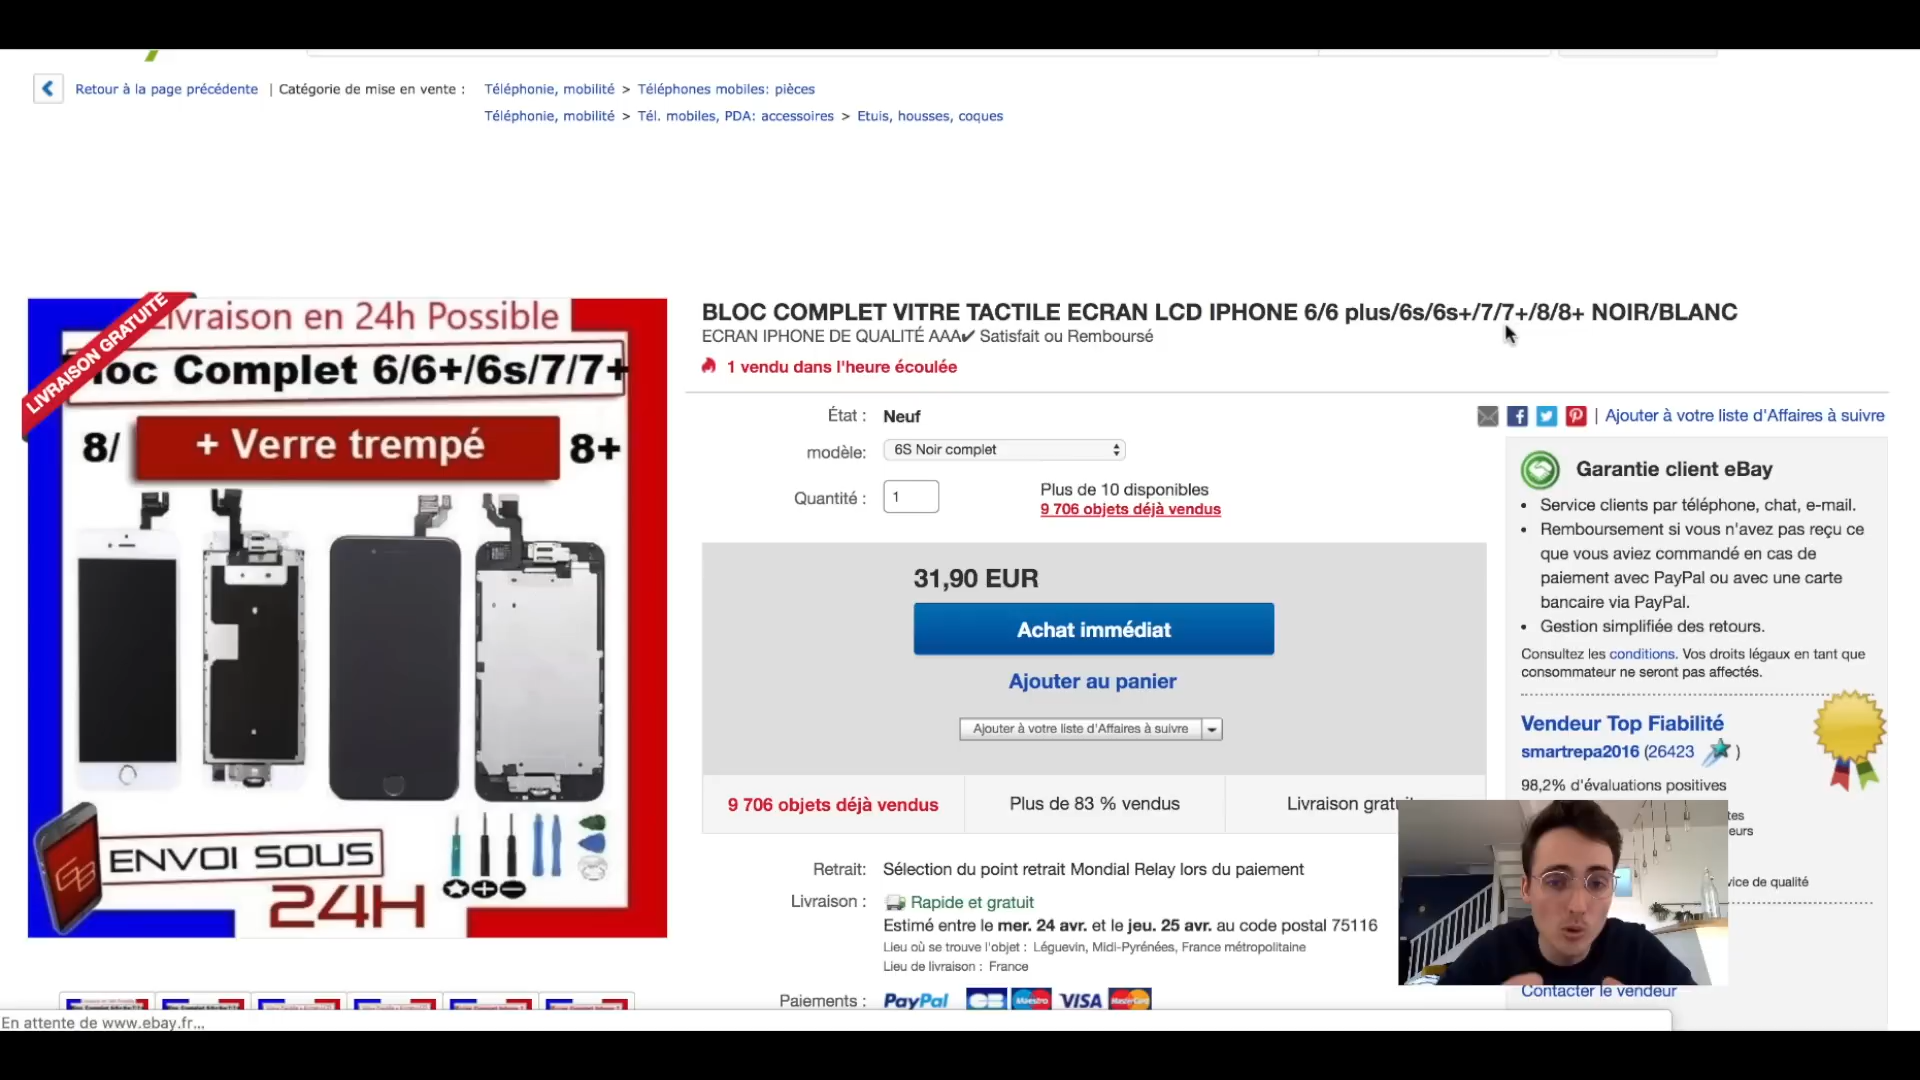 Retour à la page précédente | Catégorie de mise en vente : Téléphonie, mobilité > Téléphones mobiles: pièces
Téléphonie, mobilité > Tél. mobiles, PDA: accessoires > Etuis, housses, coques
LIVRAISON GRATUITE
Livraison en 24h Possible
Bloc Complet 6/6+/6s/7/7+
8/ + Verre trempé 8+
ENVOI SOUS
24H
BLOC COMPLET VITRE TACTILE ECRAN LCD IPHONE 6/6 plus/6s/6s+/7/7+/8/8+ NOIR/BLANC
ECRAN IPHONE DE QUALITÉ AAA✔ Satisfait ou Remboursé
1 vendu dans l'heure écoulée
État : Neuf
modèle: 6S Noir complet
Quantité : 1
Plus de 10 disponibles
9 706 objets déjà vendus
31,90 EUR
Achat immédiat
Ajouter au panier
Ajouter à votre liste d'Affaires à suivre
9 706 objets déjà vendus
Plus de 83 % vendus
Livraison gratuit
Retrait: Sélection du point retrait Mondial Relay lors du paiement
Livraison : Rapide et gratuit
Estimé entre le mer. 24 avr. et le jeu. 25 avr. au code postal 75116
Lieu où se trouve l'objet : Léguevin, Midi-Pyrénées, France métropolitaine
Lieu de livraison : France
Paiements : PayPal CB Maestro VISA MasterCard
| Ajouter à votre liste d'Affaires à suivre
Garantie client eBay
• Service clients par téléphone, chat, e-mail.
• Remboursement si vous n'avez pas reçu ce
que vous aviez commandé en cas de
paiement avec PayPal ou avec une carte
bancaire via PayPal.
• Gestion simplifiée des retours.
Consultez les conditions. Vos droits légaux en tant que
consommateur ne seront pas affectés.
Vendeur Top Fiabilité
smartrepa2016 (26423 )
98,2% d'évaluations positives
tes
eurs
vice de qualité
Contacter le vendeur
En attente de www.ebay.fr...